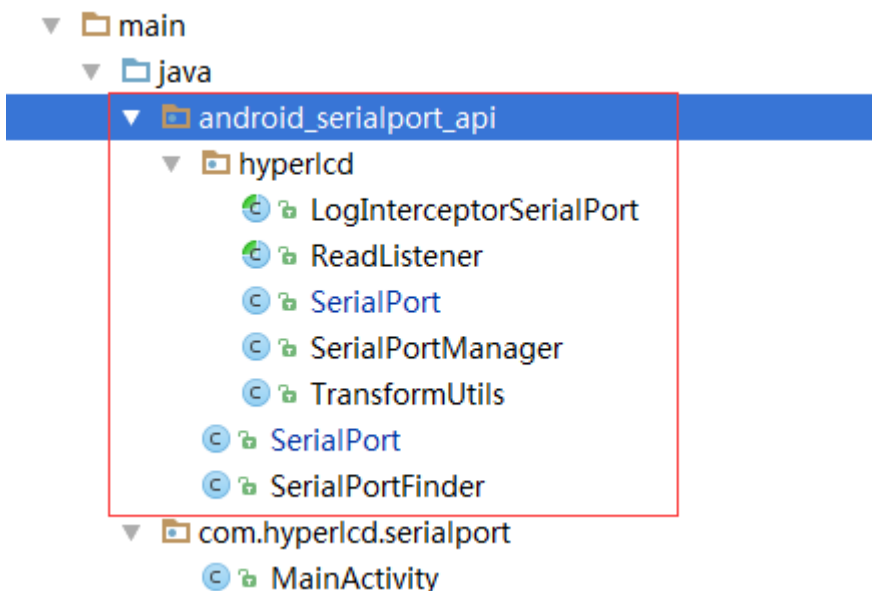 main
java
android_serialport_api
hyperlcd
LogInterceptorSerialPort
ReadListener
SerialPort
SerialPortManager
TransformUtils
SerialPort
SerialPortFinder
com.hyperlcd.serialport
MainActivity